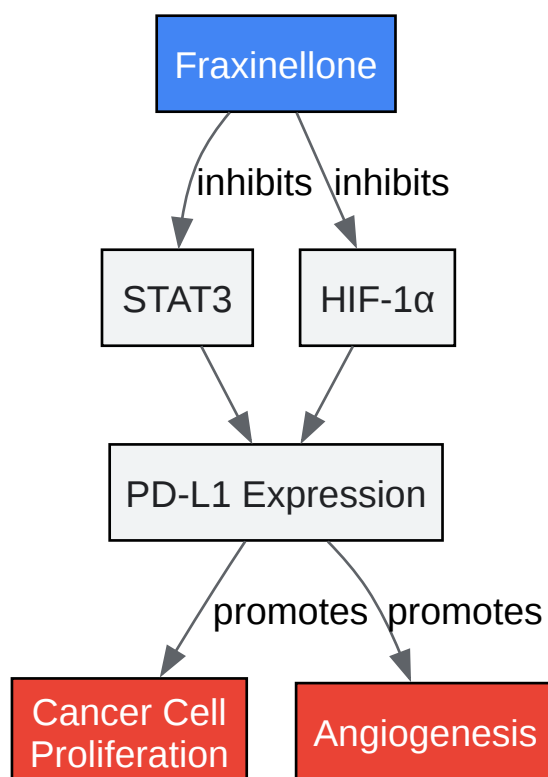 Fraxinellone
inhibits inhibits
STAT3 HIF-1α
PD-L1 Expression
promotes promotes
Cancer Cell
Proliferation
Angiogenesis